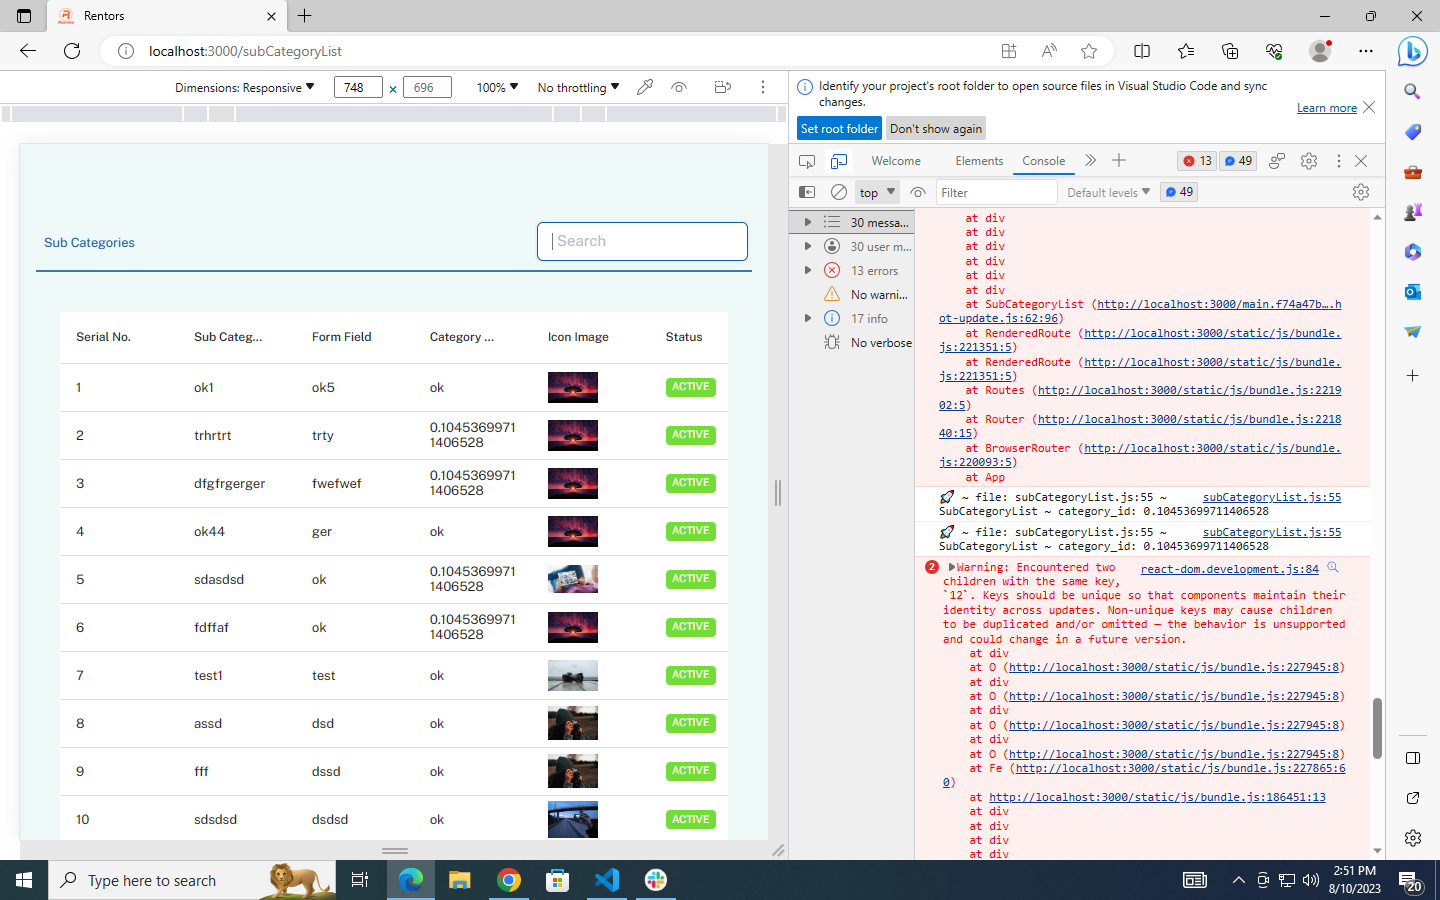 Rentors
localhost:3000/subCategoryList
Dimensions: Responsive 748 × 696 100% No throttling
Identify your project's root folder to open source files in Visual Studio Code and sync
changes.
Learn more
Set root folder Don't show again
Welcome Elements Console 13 49
top Filter Default levels 49
30 messa...
30 user m...
13 errors
No warni...
17 info
No verbose
Sub Categories
Search
Serial No. Sub Categ... Form Field Category ... Icon Image Status
1 ok1 ok5 ok ACTIVE
2 trhrtrt trty 0.1045369971
1406528 ACTIVE
3 dfgfrgerger fwefwef 0.1045369971
1406528 ACTIVE
4 ok44 ger ok ACTIVE
5 sdasdsd ok 0.1045369971
1406528 ACTIVE
6 fdffaf ok 0.1045369971
1406528 ACTIVE
7 test1 test ok ACTIVE
8 assd dsd ok ACTIVE
9 fff dssd ok ACTIVE
10 sdsdsd dsdsd ok ACTIVE
at div
at div
at div
at div
at div
at div
at SubCategoryList (http://localhost:3000/main.f74a47b….h
ot-update.js:62:96)
at RenderedRoute (http://localhost:3000/static/js/bundle.
js:221351:5)
at RenderedRoute (http://localhost:3000/static/js/bundle.
js:221351:5)
at Routes (http://localhost:3000/static/js/bundle.js:2219
02:5)
at Router (http://localhost:3000/static/js/bundle.js:2218
40:15)
at BrowserRouter (http://localhost:3000/static/js/bundle.
js:220093:5)
at App
🚀 ~ file: subCategoryList.js:55 ~ subCategoryList.js:55
SubCategoryList ~ category_id: 0.10453699711406528
🚀 ~ file: subCategoryList.js:55 ~ subCategoryList.js:55
SubCategoryList ~ category_id: 0.10453699711406528
2 Warning: Encountered two react-dom.development.js:84
children with the same key,
`12`. Keys should be unique so that components maintain their
identity across updates. Non-unique keys may cause children
to be duplicated and/or omitted — the behavior is unsupported
and could change in a future version.
at div
at O (http://localhost:3000/static/js/bundle.js:227945:8)
at div
at O (http://localhost:3000/static/js/bundle.js:227945:8)
at div
at O (http://localhost:3000/static/js/bundle.js:227945:8)
at div
at O (http://localhost:3000/static/js/bundle.js:227945:8)
at Fe (http://localhost:3000/static/js/bundle.js:227865:6
0)
at http://localhost:3000/static/js/bundle.js:186451:13
at div
at div
at div
at div
Type here to search
2:51 PM
8/10/2023
20